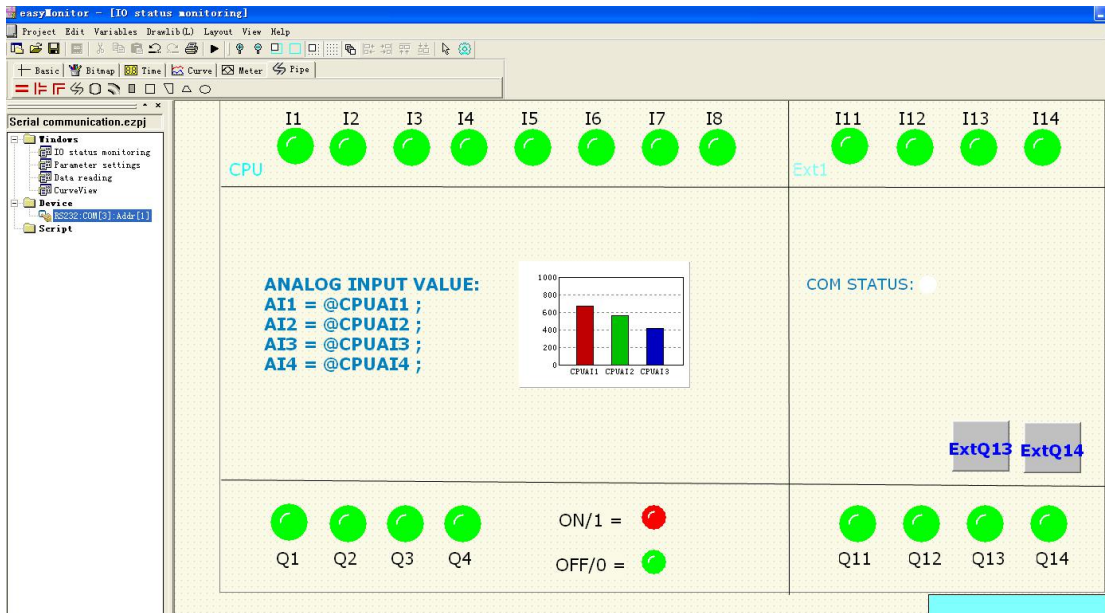 easyMonitor - [IO status monitoring]
Project Edit Variables Drawlib(L) Layout View Help
Basic Bitmap Time Curve Meter Pipe
Serial communication.ezpj
Windows
IO status monitoring
Parameter settings
Data reading
CurveView
Device
RS232:COM[3]:Addr[1]
Script
I1 I2 I3 I4 I5 I6 I7 I8 I11 I12 I13 I14
CPU Ext1
ANALOG INPUT VALUE:
AI1 = @CPUAI1 ;
AI2 = @CPUAI2 ;
AI3 = @CPUAI3 ;
AI4 = @CPUAI4 ;
1000
800
600
400
200
0
CPUAI1 CPUAI2 CPUAI3
COM STATUS:
ExtQ13 ExtQ14
ON/1 =
OFF/0 =
Q1 Q2 Q3 Q4 Q11 Q12 Q13 Q14